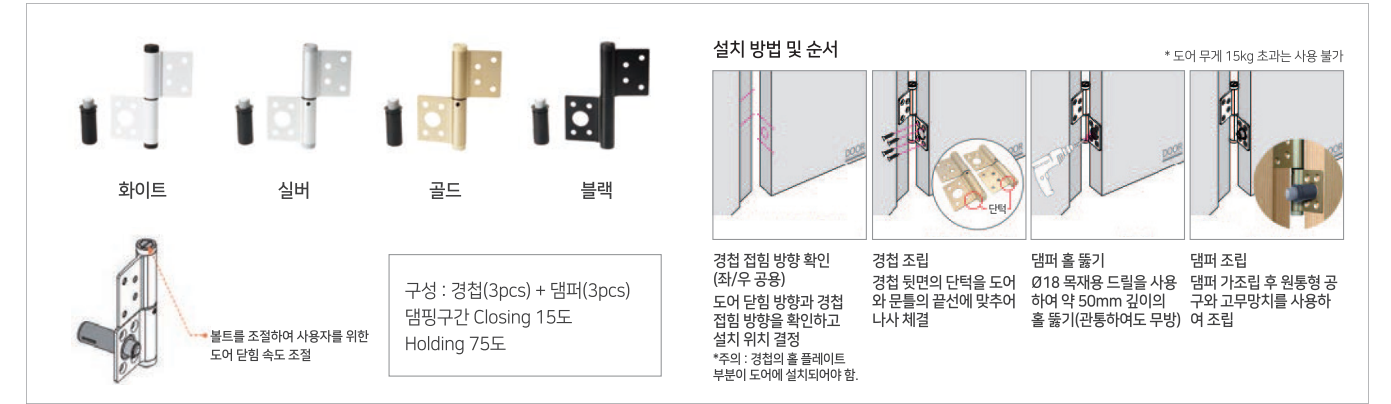 화이트
실버
골드
블랙
볼트를 조절하여 사용자를 위한
도어 닫힘 속도 조절
구성 : 경첩(3pcs) + 댐퍼(3pcs)
댐핑구간 Closing 15도
Holding 75도
설치 방법 및 순서
* 도어 무게 15kg 초과는 사용 불가
DOOR
DOOR
단턱
DOOR
DOOR
경첩 접힘 방향 확인
(좌/우 공용)
도어 닫힘 방향과 경첩
접힘 방향을 확인하고
설치 위치 결정
*주의 : 경첩의 홀 플레이트
부분이 도어에 설치되어야 함.
경첩 조립
경첩 뒷면의 단턱을 도어
와 문틀의 끝선에 맞추어
나사 체결
댐퍼 홀 뚫기
Ø18 목재용 드릴을 사용
하여 약 50mm 깊이의
홀 뚫기(관통하여도 무방)
댐퍼 조립
댐퍼 가조립 후 원통형 공
구와 고무망치를 사용하
여 조립